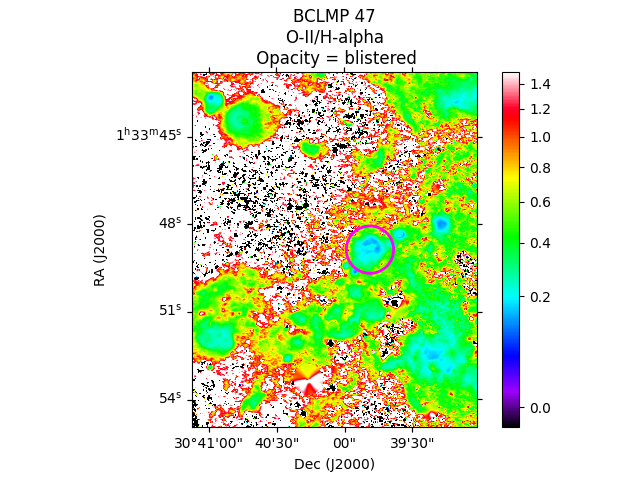 BCLMP 47
O-II/H-alpha
Opacity = blistered
1ʰ33ᵐ45ˢ
48ˢ
51ˢ
54ˢ
RA (J2000)
30°41'00" 40'30" 00" 39'30"
Dec (J2000)
1.4
1.2
1.0
0.8
0.6
0.4
0.2
0.0